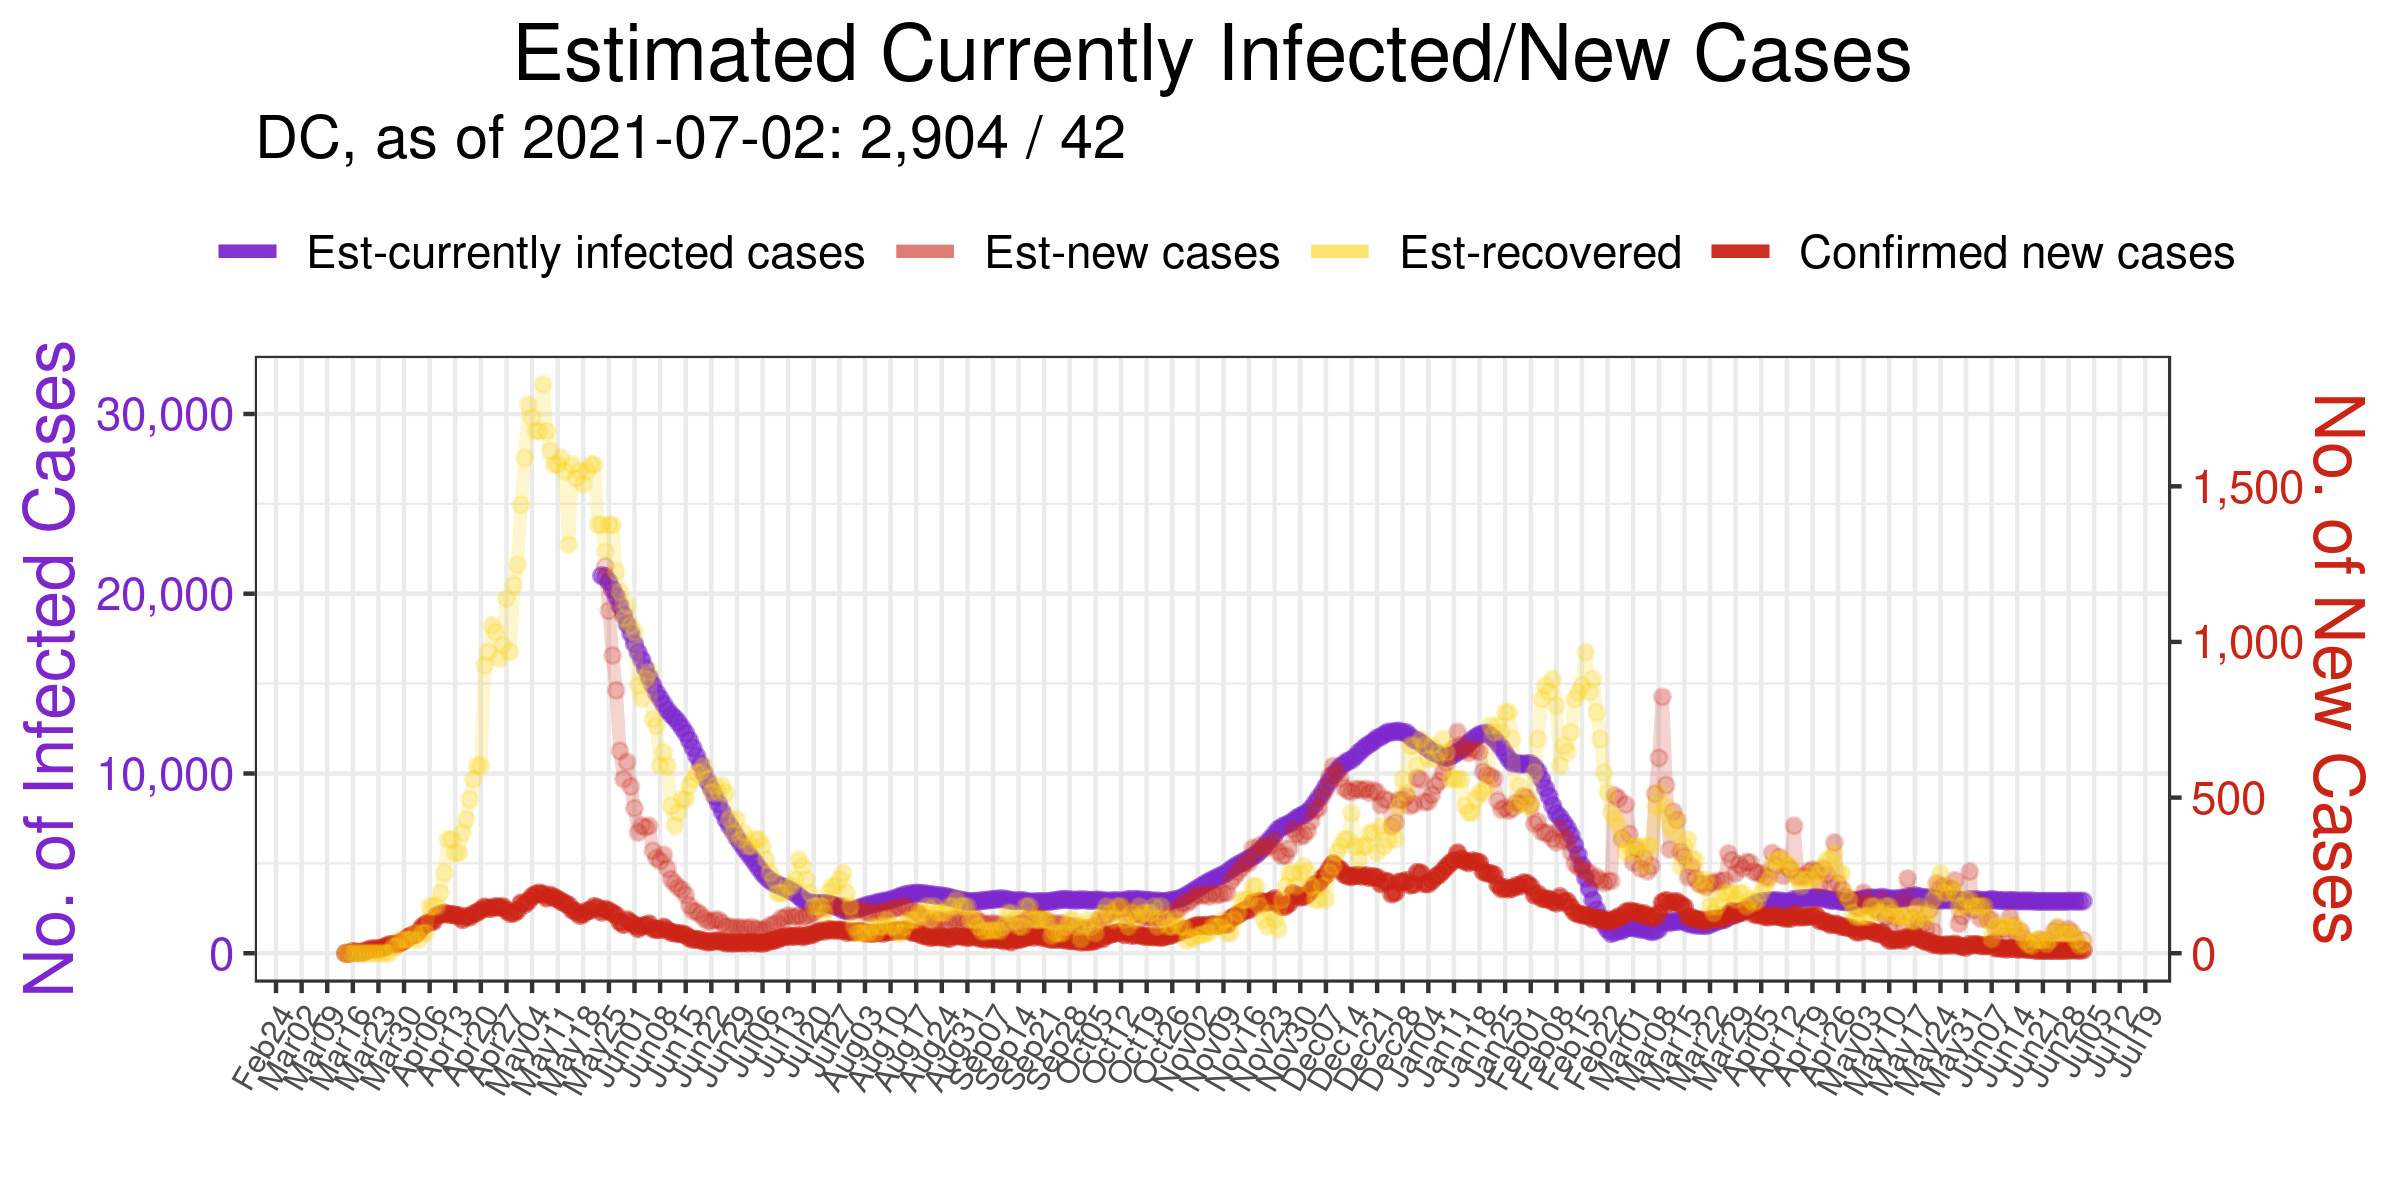 Estimated Currently Infected/New Cases
DC, as of 2021-07-02: 2,904 / 42
Est-currently infected cases Est-new cases Est-recovered Confirmed new cases
No. of Infected Cases
30,000
20,000
10,000
0
1,500
1,000
500
0
No. of New Cases
Feb24 Mar02 Mar09 Mar16 Mar23 Mar30 Apr06 Apr13 Apr20 Apr27 May04 May11 May18 May25 Jun01 Jun08 Jun15 Jun22 Jun29 Jul06 Jul13 Jul20 Jul27 Aug03 Aug10 Aug17 Aug24 Aug31 Sep07 Sep14 Sep21 Sep28 Oct05 Oct12 Oct19 Oct26 Nov02 Nov09 Nov16 Nov23 Nov30 Dec07 Dec14 Dec21 Dec28 Jan04 Jan11 Jan18 Jan25 Feb01 Feb08 Feb15 Feb22 Mar01 Mar08 Mar15 Mar22 Mar29 Apr05 Apr12 Apr19 Apr26 May03 May10 May17 May24 May31 Jun07 Jun14 Jun21 Jun28 Jul05 Jul12 Jul19